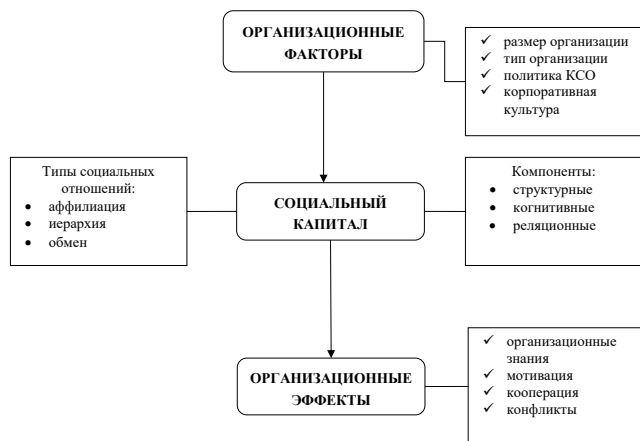 ОРГАНИЗАЦИОННЫЕ
ФАКТОРЫ
✓ размер организации
✓ тип организации
✓ политика КСО
✓ корпоративная
культура
Типы социальных
отношений:
• аффилиация
• иерархия
• обмен
СОЦИАЛЬНЫЙ
КАПИТАЛ
Компоненты:
• структурные
• когнитивные
• реляционные
ОРГАНИЗАЦИОННЫЕ
ЭФФЕКТЫ
✓ организационные
знания
✓ мотивация
✓ кооперация
✓ конфликты